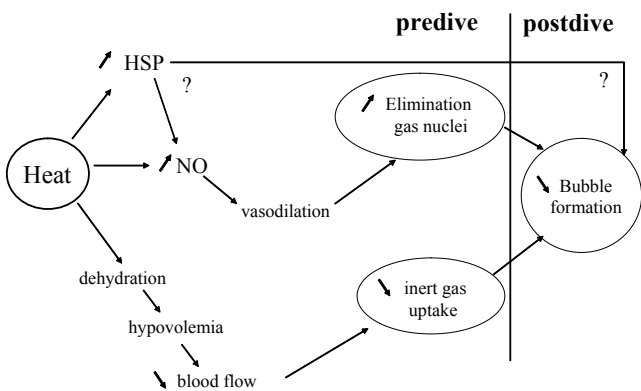 predive
postdive
HSP
?
?
Elimination
gas nuclei
Heat
NO
Bubble
formation
vasodilation
dehydration
inert gas
uptake
hypovolemia
blood flow